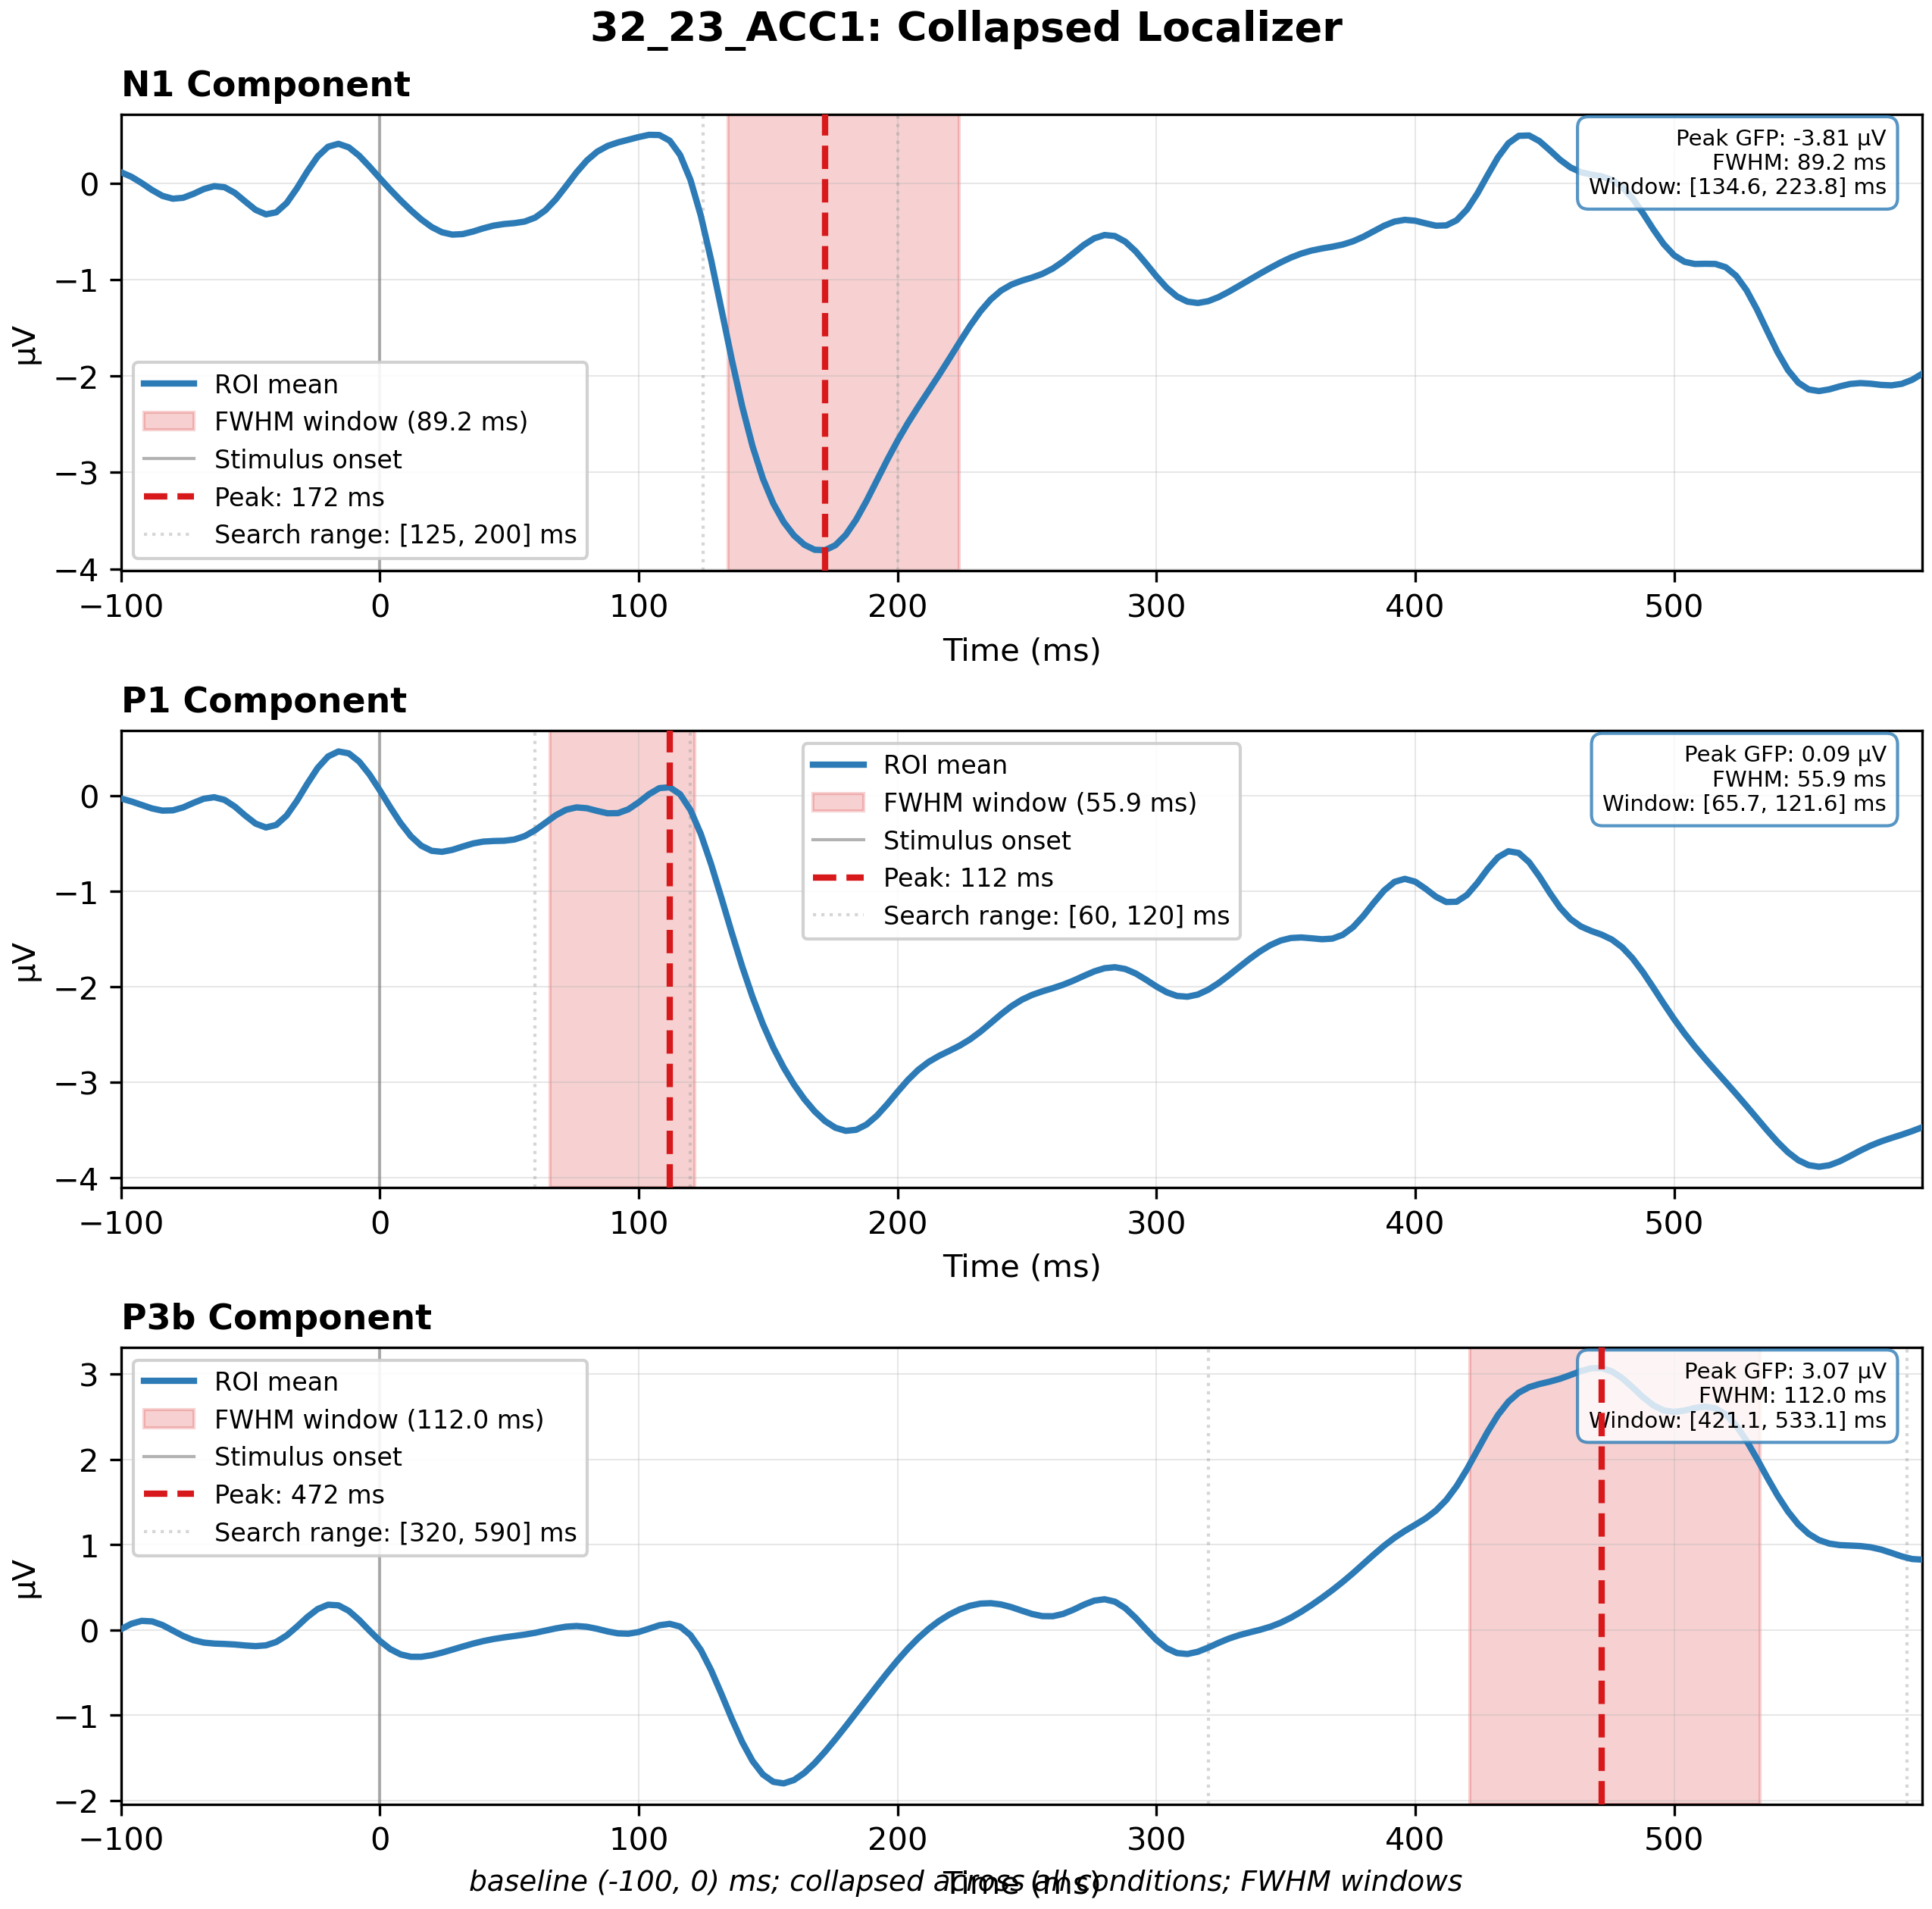 32_23_ACC1: Collapsed Localizer
N1 Component
Peak GFP: -3.81 µV
FWHM: 89.2 ms
Window: [134.6, 223.8] ms
0
−1
−2
−3
−4
µV
ROI mean
FWHM window (89.2 ms)
Stimulus onset
Peak: 172 ms
Search range: [125, 200] ms
−100 0 100 200 300 400 500
Time (ms)
P1 Component
ROI mean
FWHM window (55.9 ms)
Stimulus onset
Peak: 112 ms
Search range: [60, 120] ms
Peak GFP: 0.09 µV
FWHM: 55.9 ms
Window: [65.7, 121.6] ms
0
−1
−2
−3
−4
µV
−100 0 100 200 300 400 500
Time (ms)
P3b Component
ROI mean
FWHM window (112.0 ms)
Stimulus onset
Peak: 472 ms
Search range: [320, 590] ms
Peak GFP: 3.07 µV
FWHM: 112.0 ms
Window: [421.1, 533.1] ms
3
2
1
0
−1
−2
µV
−100 0 100 200 300 400 500
Time (ms)
baseline (-100, 0) ms; collapsed across all conditions; FWHM windows